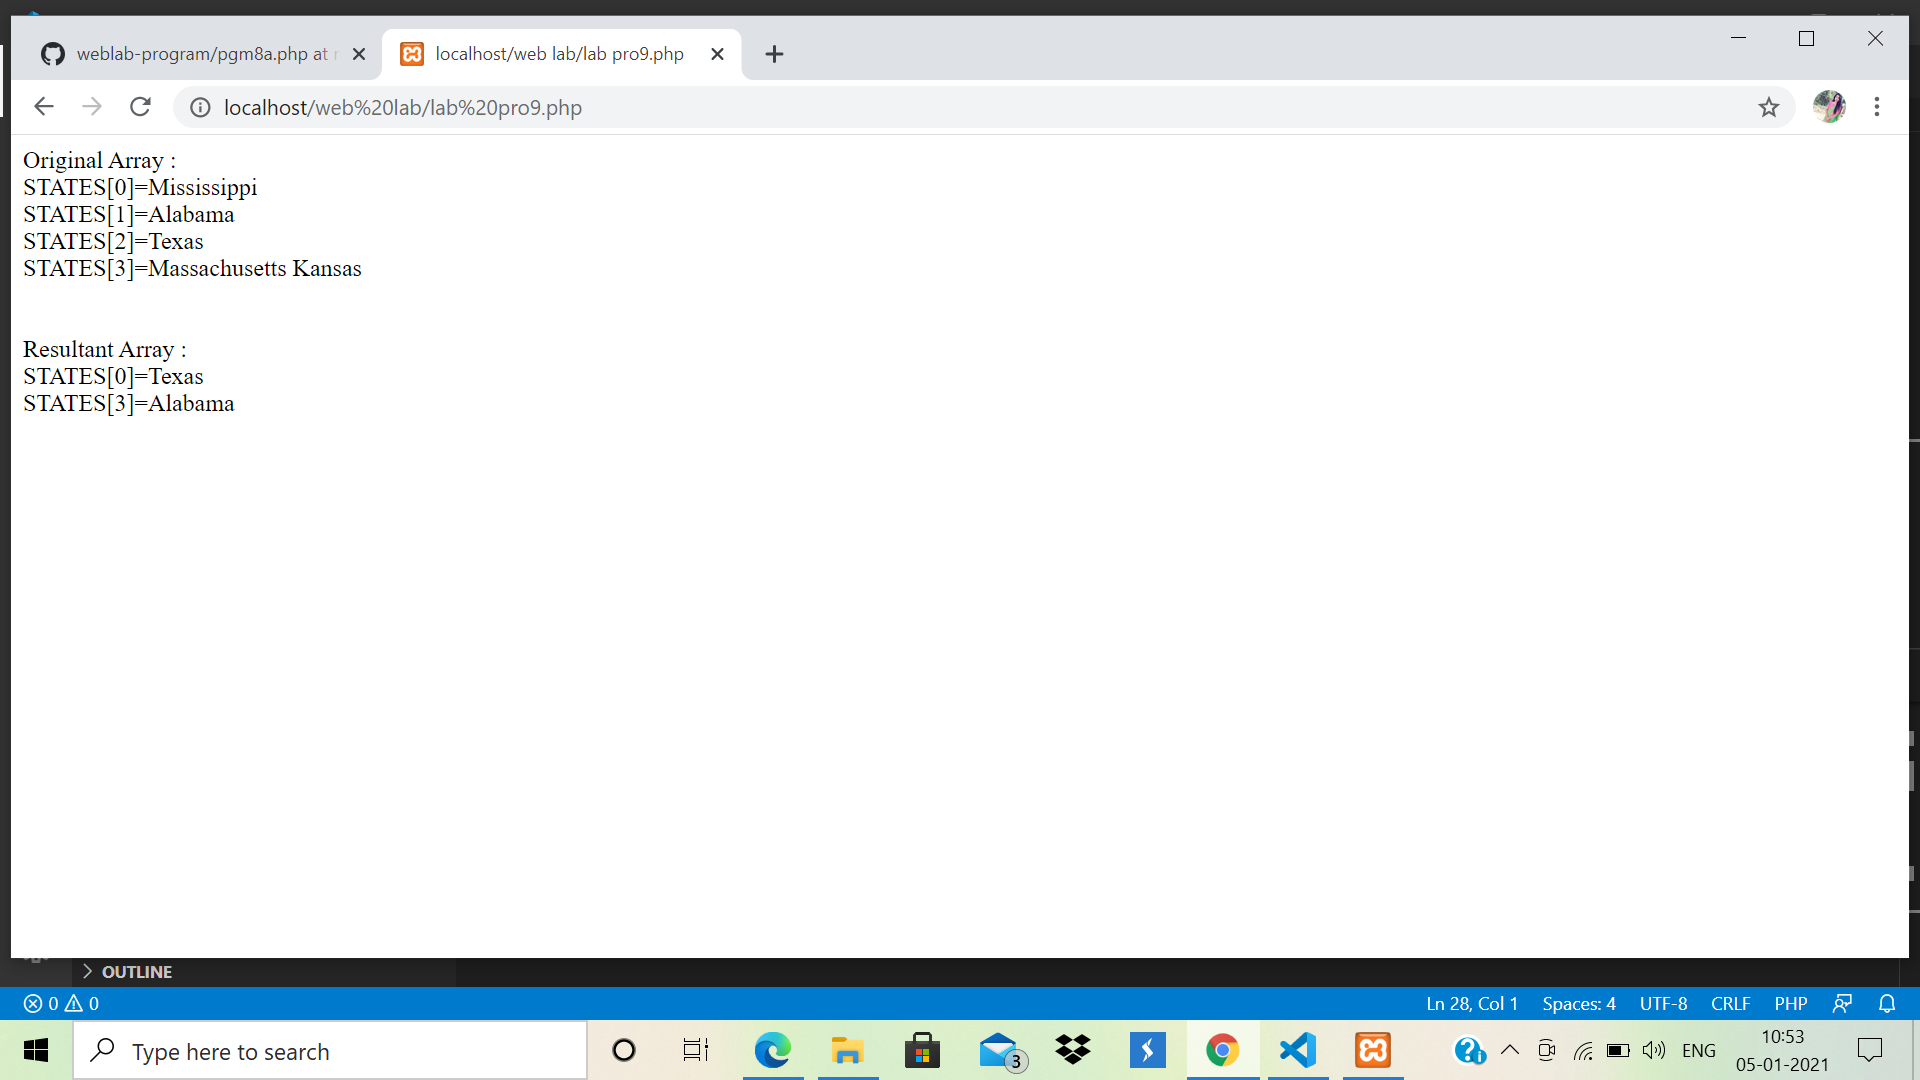 weblab-program/pgm8a.php at
localhost/web lab/lab pro9.php
localhost/web%20lab/lab%20pro9.php
Original Array :
STATES[0]=Mississippi
STATES[1]=Alabama
STATES[2]=Texas
STATES[3]=Massachusetts Kansas
Resultant Array :
STATES[0]=Texas
STATES[3]=Alabama
OUTLINE
0 0
Ln 28, Col 1 Spaces: 4 UTF-8 CRLF PHP
Type here to search
3
ENG
10:53
05-01-2021